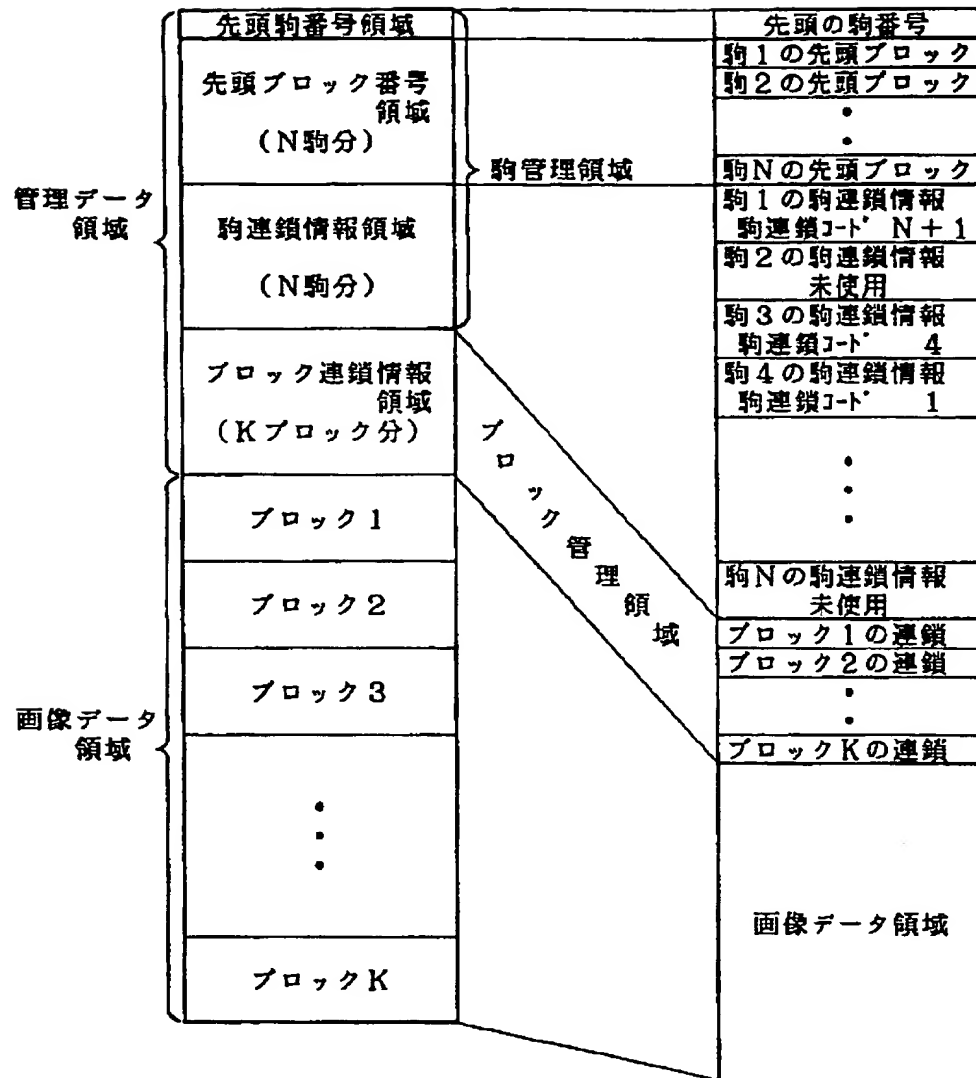 管理データ
領域
画像データ
領域
先頭駒番号領域
先頭ブロック番号
領域
(N駒分)
駒連鎖情報領域
(N駒分)
ブロック連鎖情報
領域
(Kブロック分)
ブロック1
ブロック2
ブロック3
ブロックK
駒管理領域
ブロック管理領域
先頭の駒番号
駒1の先頭ブロック
駒2の先頭ブロック
駒Nの先頭ブロック
駒1の駒連鎖情報
駒連鎖コード N+1
駒2の駒連鎖情報
未使用
駒3の駒連鎖情報
駒連鎖コード 4
駒4の駒連鎖情報
駒連鎖コード 1
駒Nの駒連鎖情報
未使用
ブロック1の連鎖
ブロック2の連鎖
ブロックKの連鎖
画像データ領域